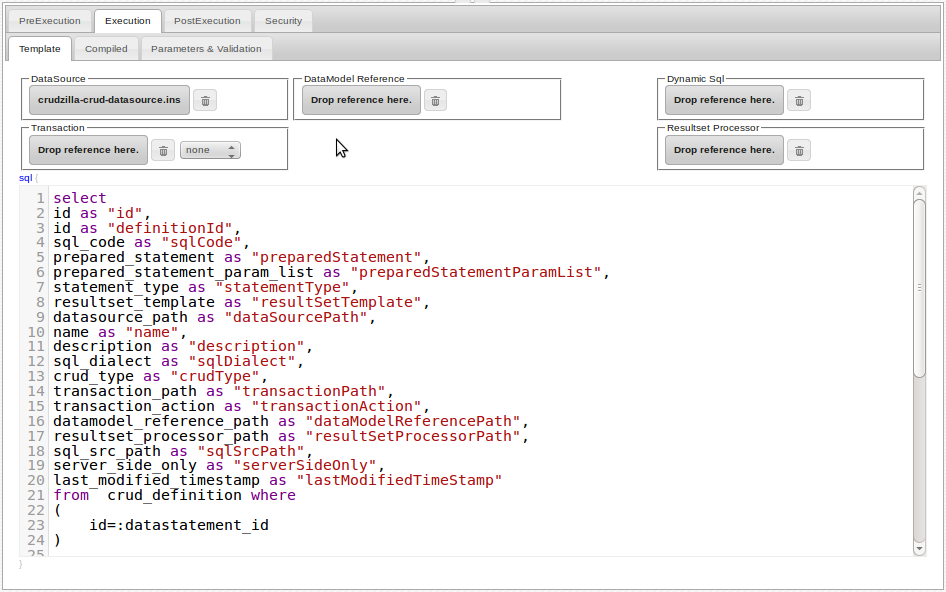 PreExecution Execution PostExecution Security
Template Compiled Parameters & Validation
DataSource DataModel Reference Dynamic Sql
crudzilla-crud-datasource.ins Drop reference here. Drop reference here.
Transaction Resultset Processor
Drop reference here. none Drop reference here.
sql {
1 select
2 id as "id",
3 id as "definitionId",
4 sql_code as "sqlCode",
5 prepared_statement as "preparedStatement",
6 prepared_statement_param_list as "preparedStatementParamList",
7 statement_type as "statementType",
8 resultset_template as "resultSetTemplate",
9 datasource_path as "dataSourcePath",
10 name as "name",
11 description as "description",
12 sql_dialect as "sqlDialect",
13 crud_type as "crudType",
14 transaction_path as "transactionPath",
15 transaction_action as "transactionAction",
16 datamodel_reference_path as "dataModelReferencePath",
17 resultset_processor_path as "resultSetProcessorPath",
18 sql_src_path as "sqlSrcPath",
19 server_side_only as "serverSideOnly",
20 last_modified_timestamp as "lastModifiedTimeStamp"
21 from  crud_definition where
22 (
23     id=:datastatement_id
24 )
25
}